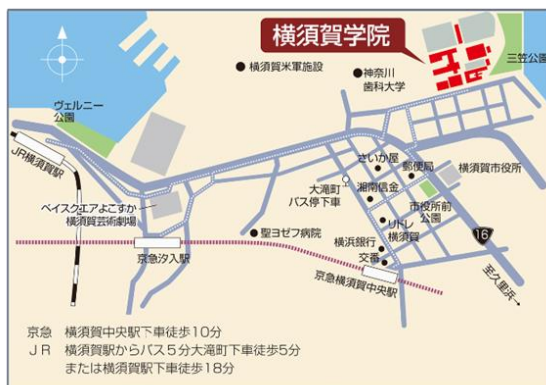 横須賀学院
三笠公園
横須賀米軍施設
神奈川
歯科大学
ヴェルニー
公園
JR横須賀駅
さいか屋
郵便局
横須賀市役所
大滝町
バス停下車
湘南信金
市役所前
公園
ベイスクエアよこすか
横須賀芸術劇場
リドレ
横須賀
聖ヨゼフ病院
横浜銀行
交番
16
京急汐入駅
京急横須賀中央駅
至久里浜→
京急 横須賀中央駅下車徒歩10分
JR 横須賀駅からバス5分大滝町下車徒歩5分
または横須賀駅下車徒歩18分